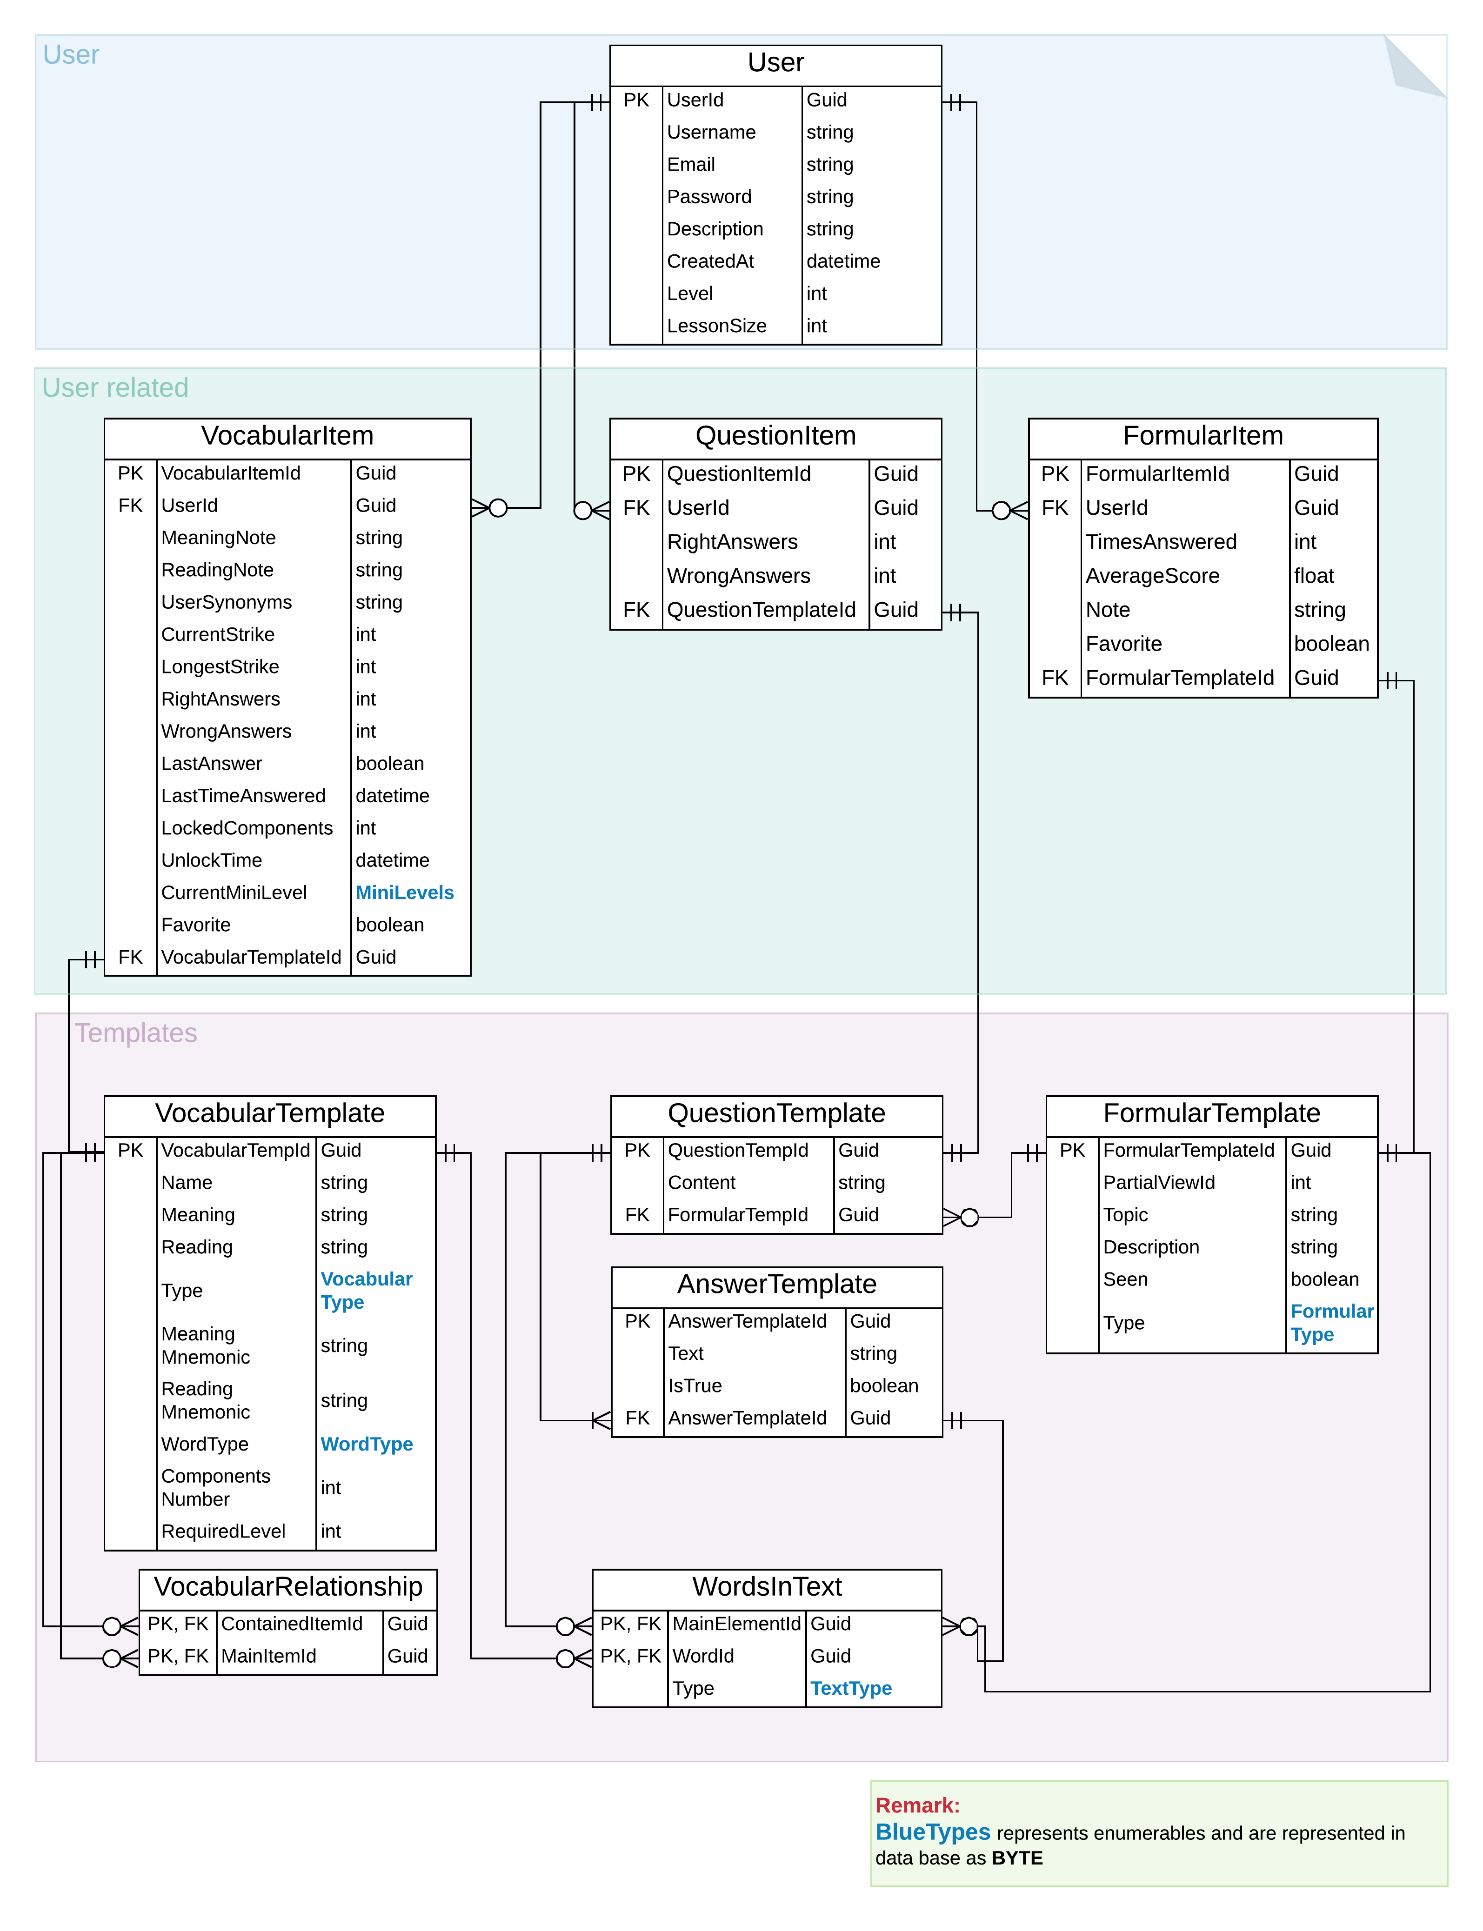 User
User
PK UserId Guid
Username string
Email string
Password string
Description string
CreatedAt datetime
Level int
LessonSize int
User related
VocabularItem
PK VocabularItemId Guid
FK UserId Guid
MeaningNote string
ReadingNote string
UserSynonyms string
CurrentStrike int
LongestStrike int
RightAnswers int
WrongAnswers int
LastAnswer boolean
LastTimeAnswered datetime
LockedComponents int
UnlockTime datetime
CurrentMiniLevel MiniLevels
Favorite boolean
FK VocabularTemplateId Guid
QuestionItem
PK QuestionItemId Guid
FK UserId Guid
RightAnswers int
WrongAnswers int
FK QuestionTemplateId Guid
FormularItem
PK FormularItemId Guid
FK UserId Guid
TimesAnswered int
AverageScore float
Note string
Favorite boolean
FK FormularTemplateId Guid
Templates
VocabularTemplate
PK VocabularTempId Guid
Name string
Meaning string
Reading string
Type Vocabular
Type
Meaning
Mnemonic string
Reading
Mnemonic string
WordType WordType
Components
Number int
RequiredLevel int
QuestionTemplate
PK QuestionTempId Guid
Content string
FK FormularTempId Guid
FormularTemplate
PK FormularTemplateId Guid
PartialViewId int
Topic string
Description string
Seen boolean
Type Formular
Type
AnswerTemplate
PK AnswerTemplateId Guid
Text string
IsTrue boolean
FK AnswerTemplateId Guid
VocabularRelationship
PK, FK ContainedItemId Guid
PK, FK MainItemId Guid
WordsInText
PK, FK MainElementId Guid
PK, FK WordId Guid
Type TextType
Remark:
BlueTypes represents enumerables and are represented in
data base as BYTE